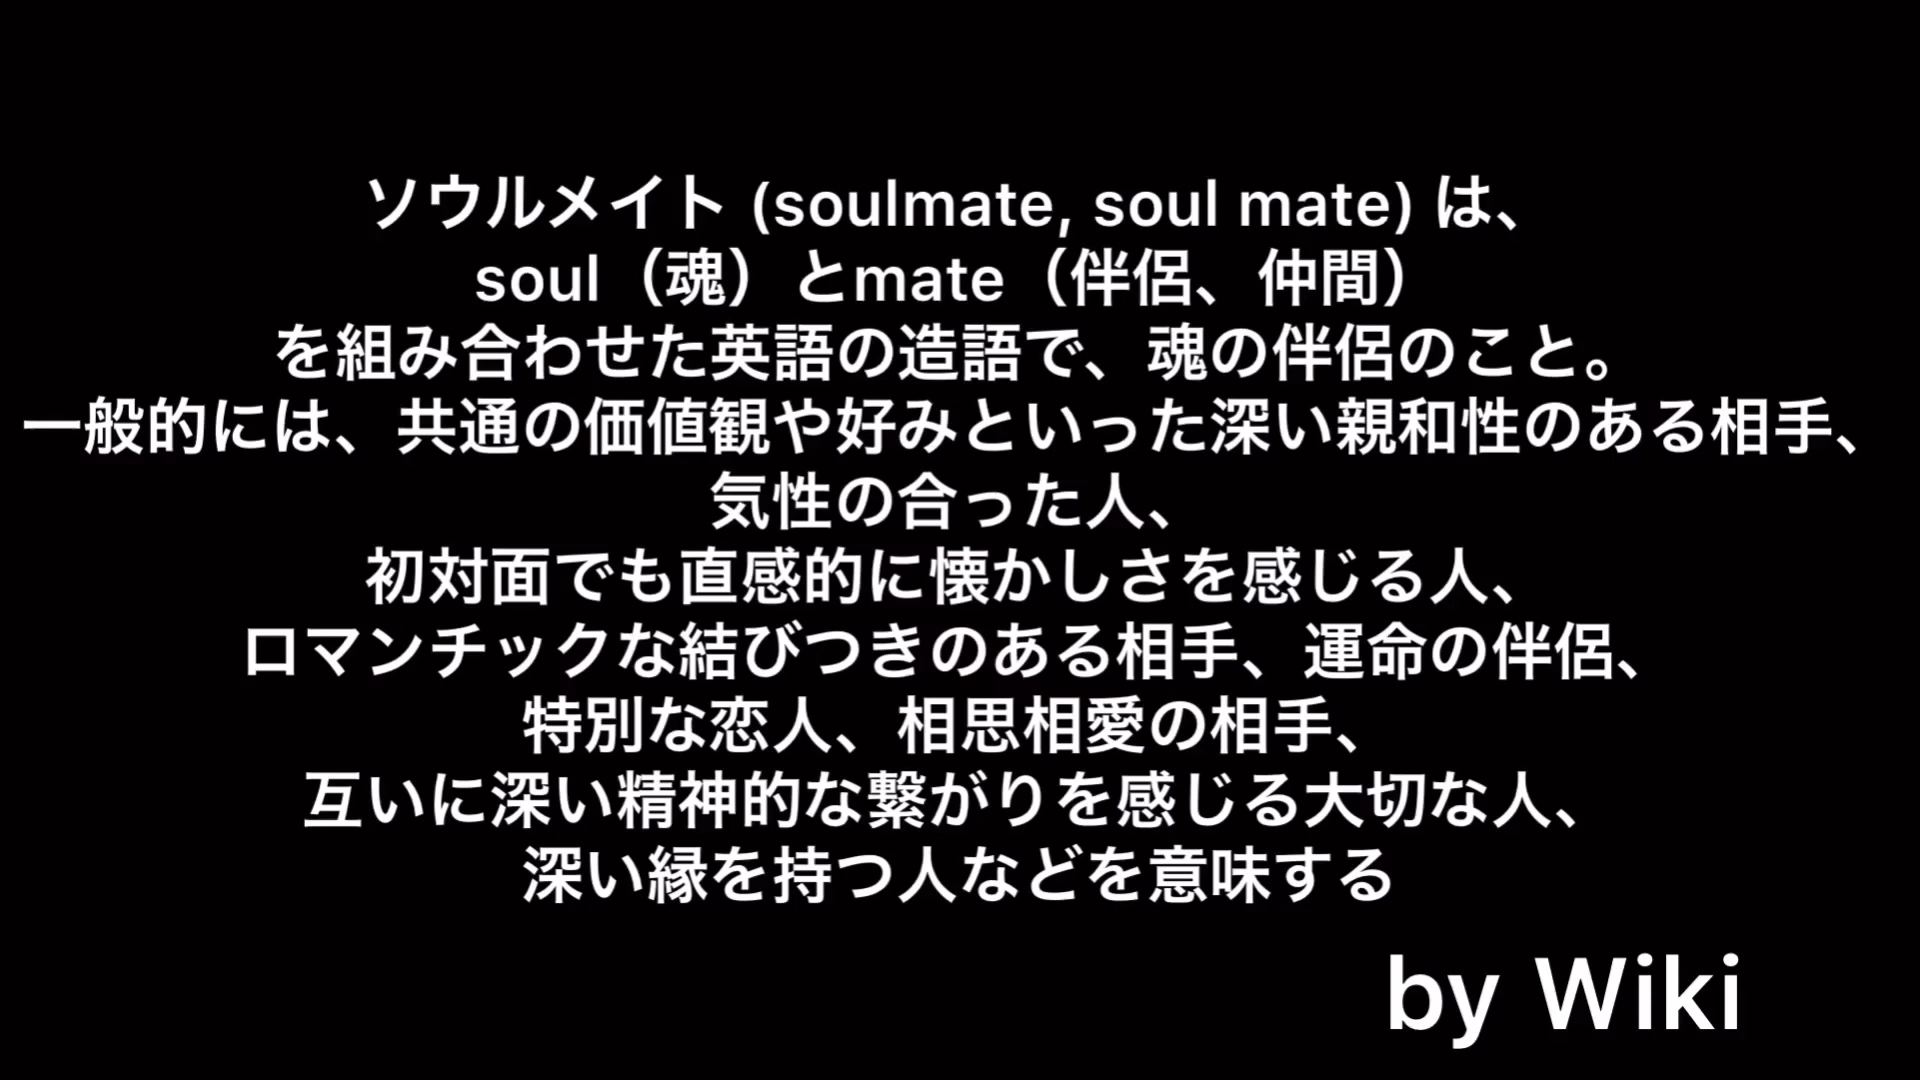 ソウルメイト (soulmate, soul mate) は、
soul（魂） とmate（伴侶、仲間）
を組み合わせた英語の造語で、魂の伴侶のこと。
一般的には、共通の価値観や好みといった深い親和性のある相手、
気性の合った人、
初対面でも直感的に懐かしさを感じる人、
ロマンチックな結びつきのある相手、運命の伴侶、
特別な恋人、相思相愛の相手、
互いに深い精神的な繋がりを感じる大切な人、
深い縁を持つ人などを意味する
by Wiki